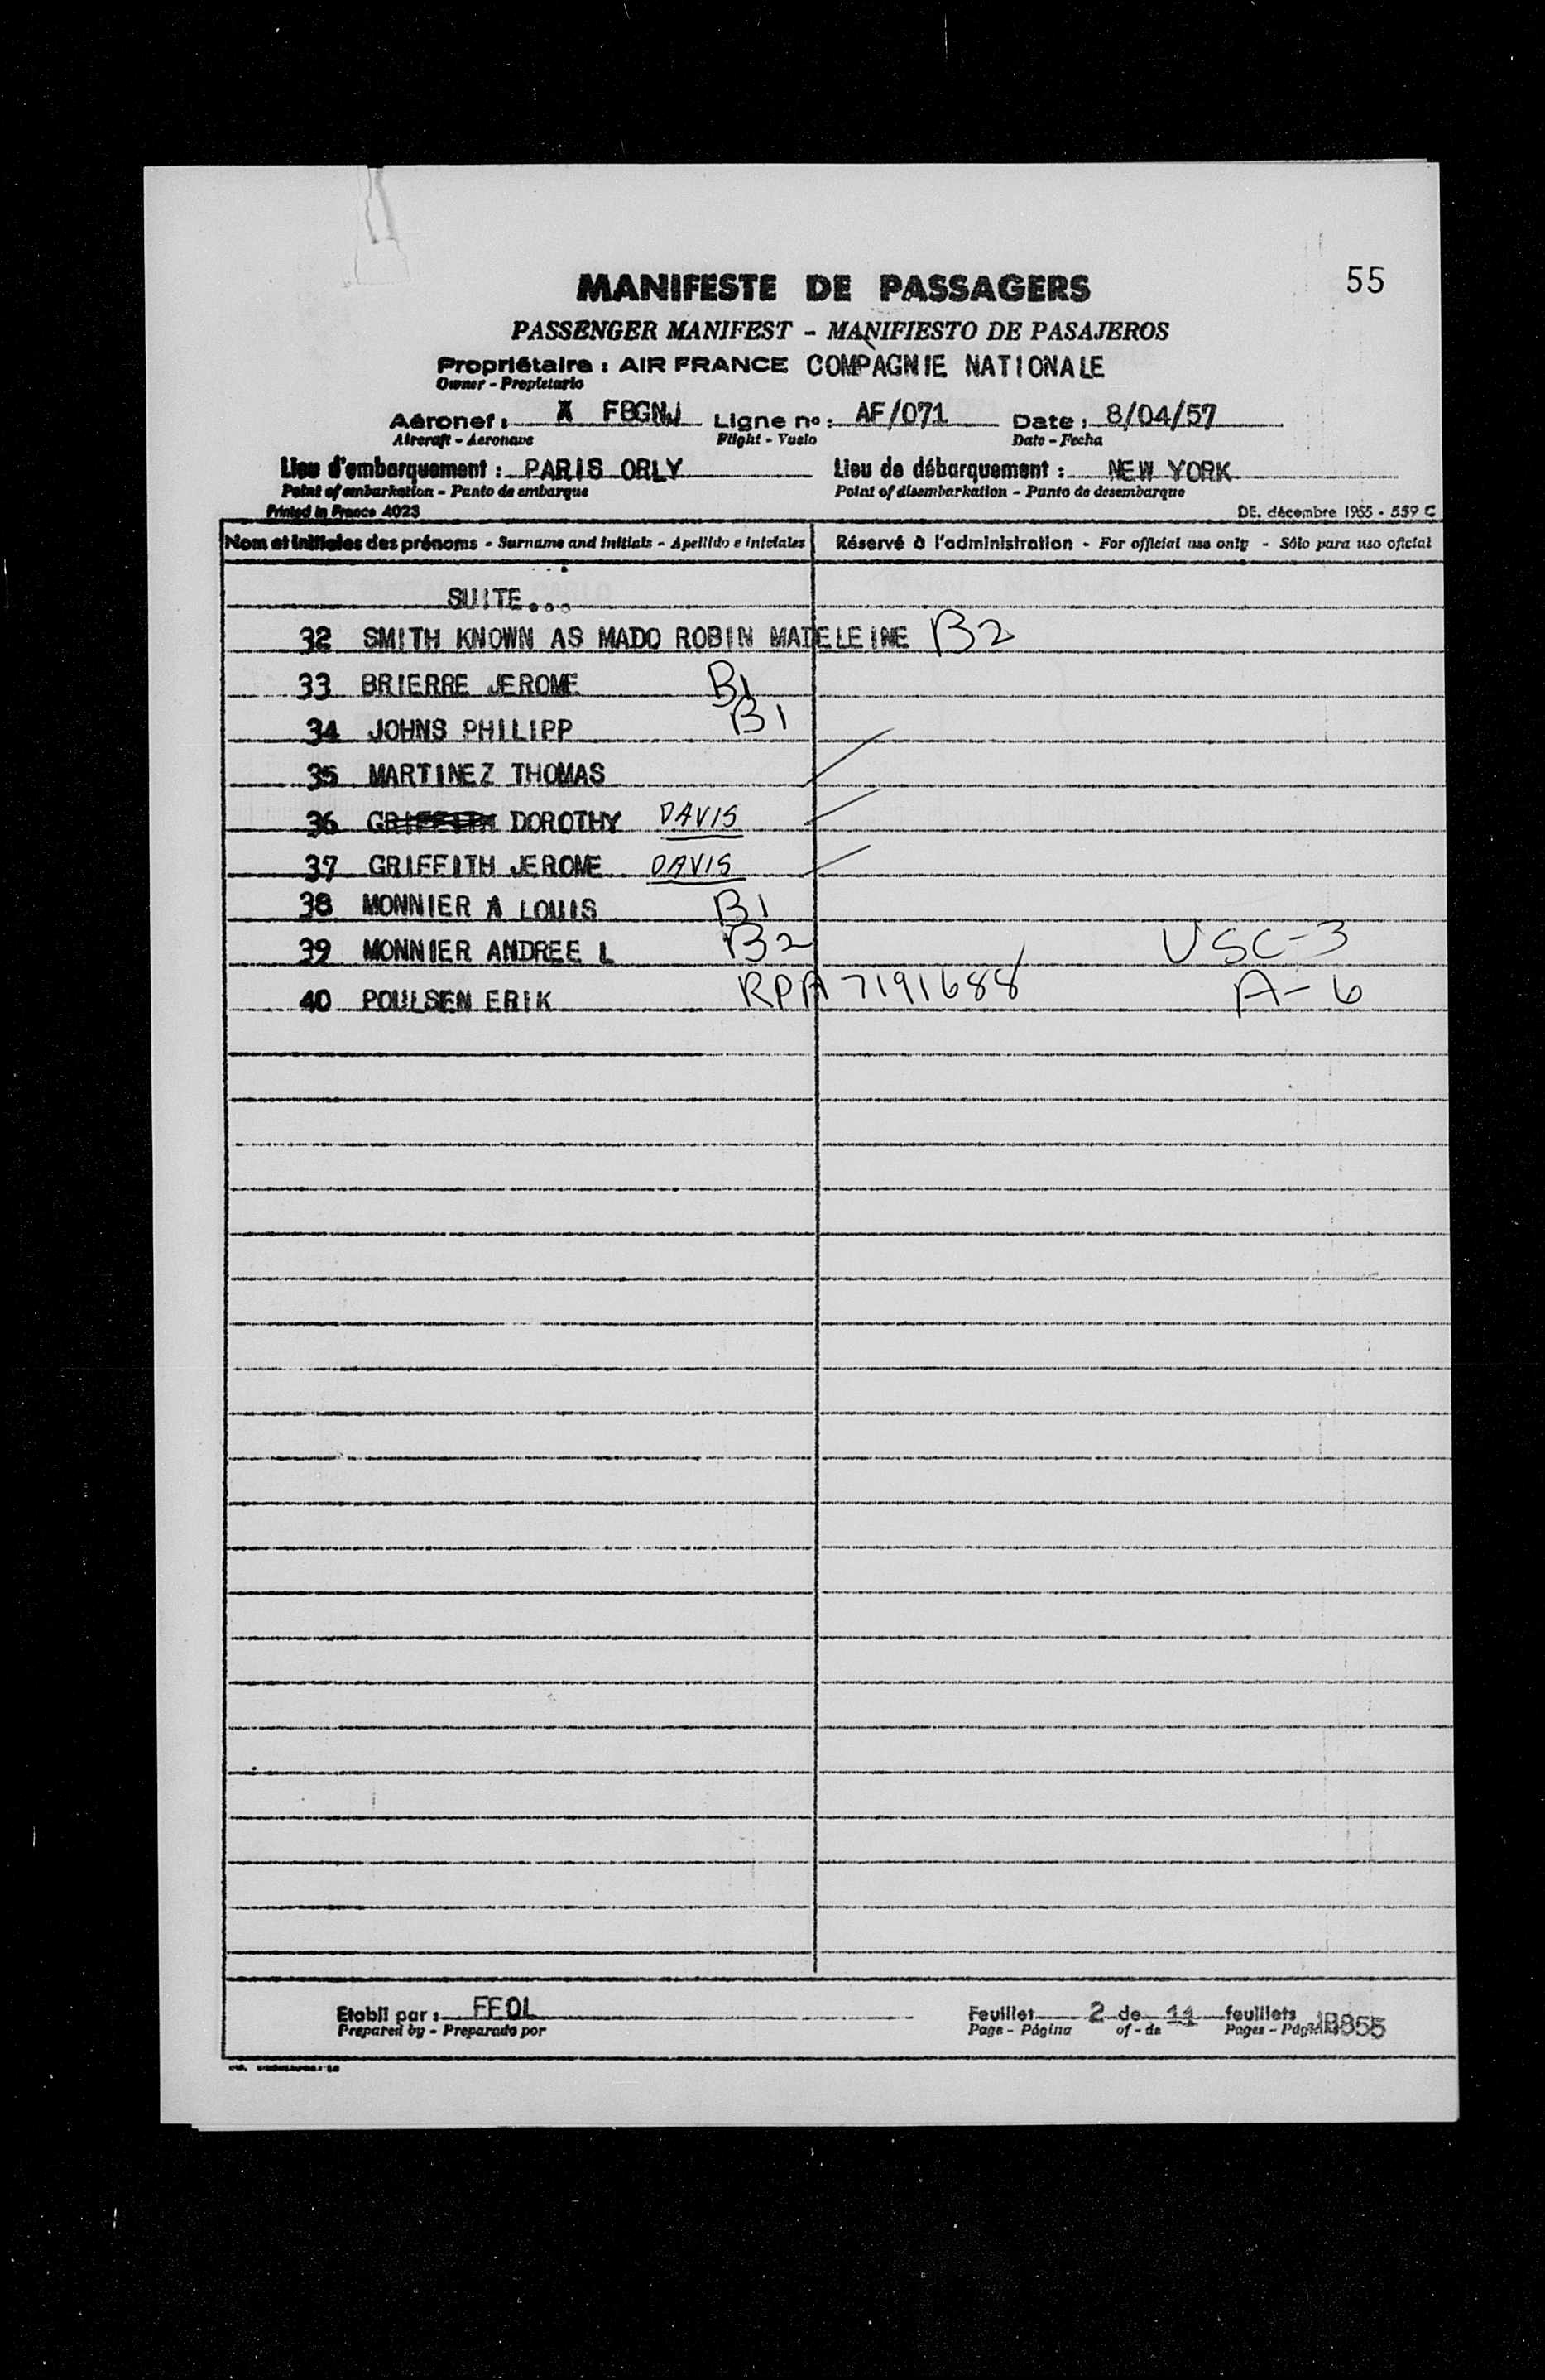 55
MANIFESTE DE PASSAGERS
PASSENGER MANIFEST - MANIFIESTO DE PASAJEROS
Propriétaire : AIR FRANCE COMPAGNIE NATIONALE
Owner - Propietario
Aéronef : F BGNJ Ligne no : AF/071 Date : 8/04/57
Aircraft - Aeronave Flight - Vuelo Date - Fecha
Lieu d'embarquement : PARIS ORLY Lieu de débarquement : NEW YORK
Point of embarkation - Punto de embarque Point of disembarkation - Punto de desembarque
Printed in France 4023 DE. décembre 1955 - 559 C
Nom et initiales des prénoms - Surname and initials - Apellido e iniciales Réservé à l'administration - For official use only - Sólo para uso oficial
SUITE...
32 SMITH KNOWN AS MADO ROBIN MADELEINE B2
33 BRIERRE JEROME B1
34 JOHNS PHILIPP B1
35 MARTINEZ THOMAS
36 GRIFFITH DOROTHY DAVIS
37 GRIFFITH JEROME DAVIS
38 MONNIER A LOUIS B1
39 MONNIER ANDREE L B2 USC-3
40 POULSEN ERIK RPA 7191688 A-6
Etabli par : FEOL Feuillet 2 de 11 feuillets
Prepared by - Preparado por Page - Página of - de Pages -